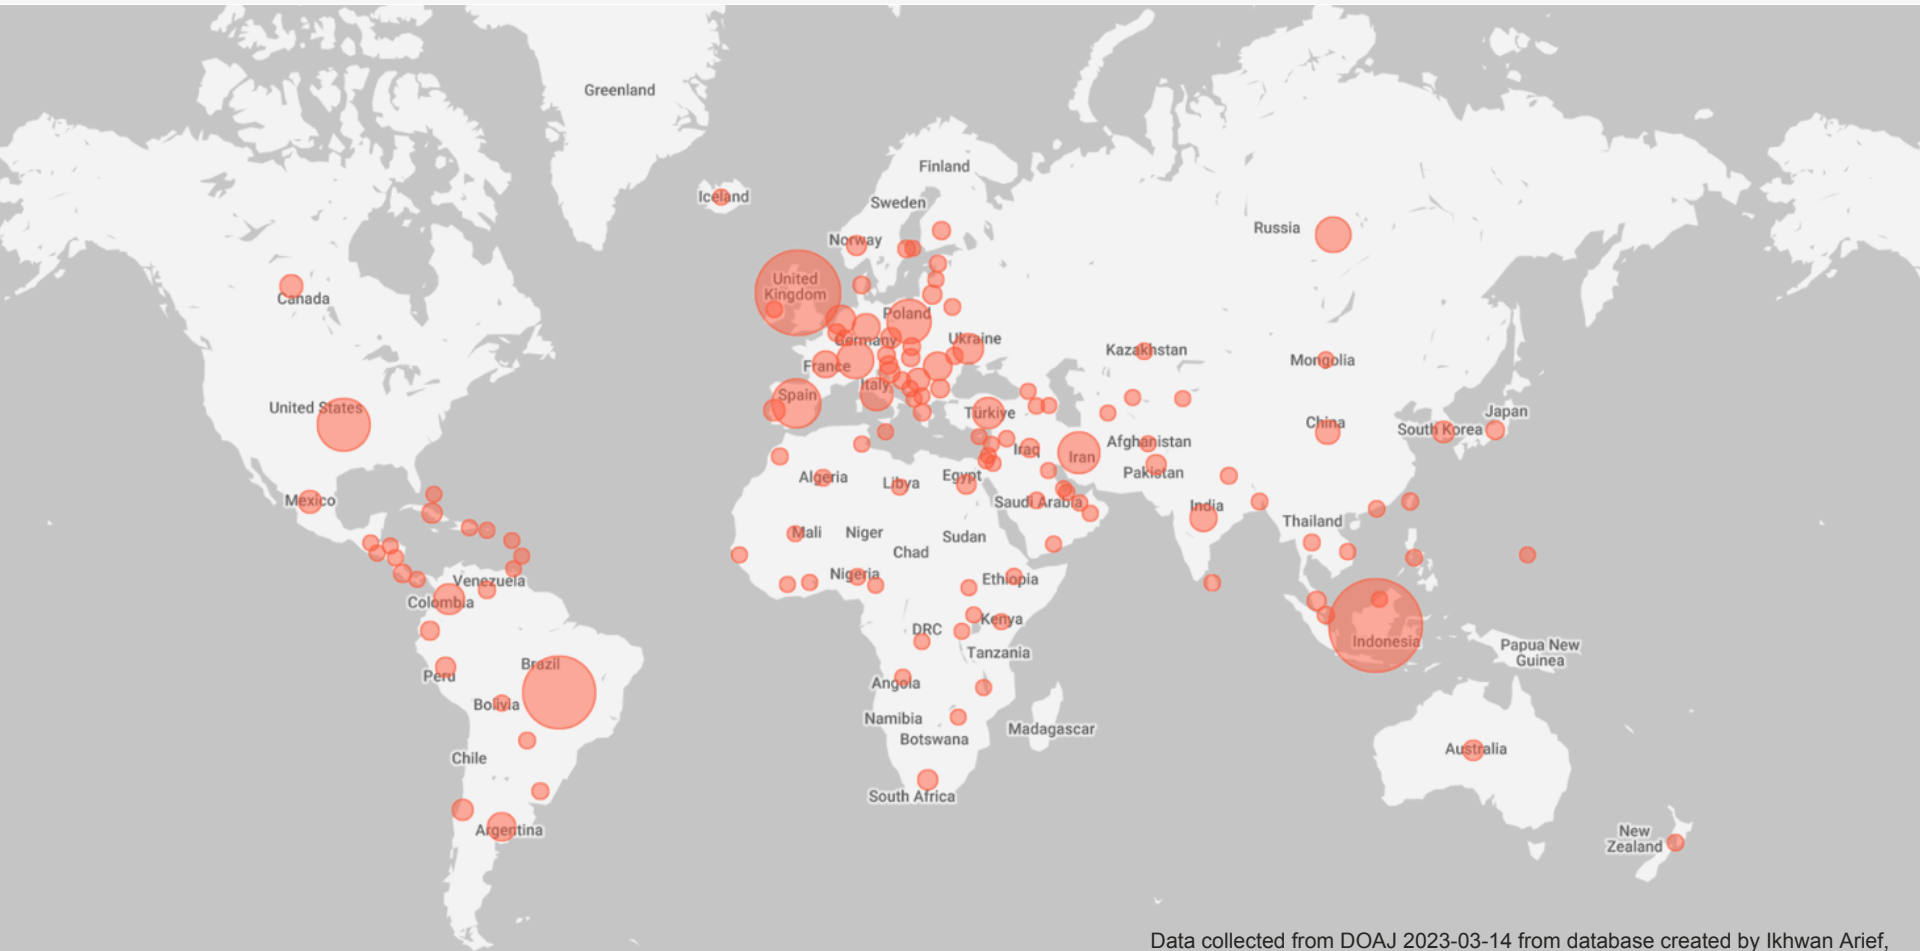 Greenland
Finland
Iceland
Sweden
Norway
Russia
United
Kingdom
Canada
Poland
Ukraine
Germany
Kazakhstan
Mongolia
France
Italy
Spain
United States
Türkiye
Japan
China
South Korea
Afghanistan
Iraq
Iran
Pakistan
Algeria
Libya
Egypt
Mexico
Saudi Arabia
India
Thailand
Mali
Niger
Sudan
Chad
Nigeria
Ethiopia
Venezuela
Colombia
Kenya
DRC
Indonesia
Papua New
Guinea
Tanzania
Brazil
Peru
Angola
Bolivia
Namibia
Madagascar
Botswana
Australia
Chile
South Africa
Argentina
New
Zealand
Data collected from DOAJ 2023-03-14 from database created by Ikhwan Arief,